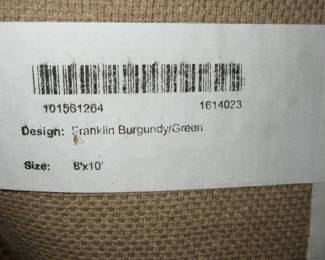 101561264 1614023
Design: Franklin Burgundy/Green
Size: 8'x10'